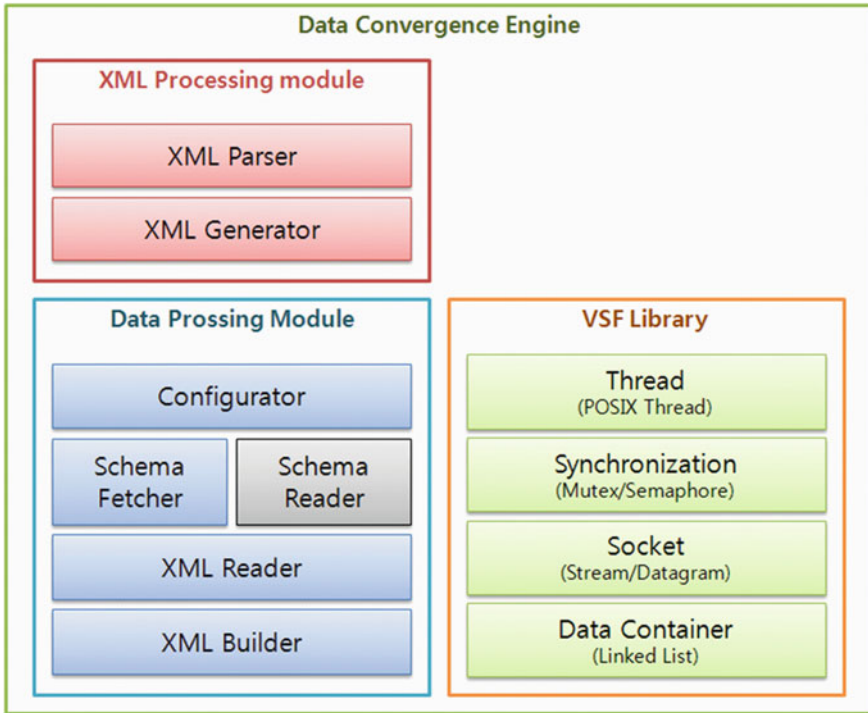 Data Convergence Engine
XML Processing module
XML Parser
XML Generator
Data Prossing Module
Configurator
Schema
Fetcher
Schema
Reader
XML Reader
XML Builder
VSF Library
Thread
(POSIX Thread)
Synchronization
(Mutex/Semaphore)
Socket
(Stream/Datagram)
Data Container
(Linked List)